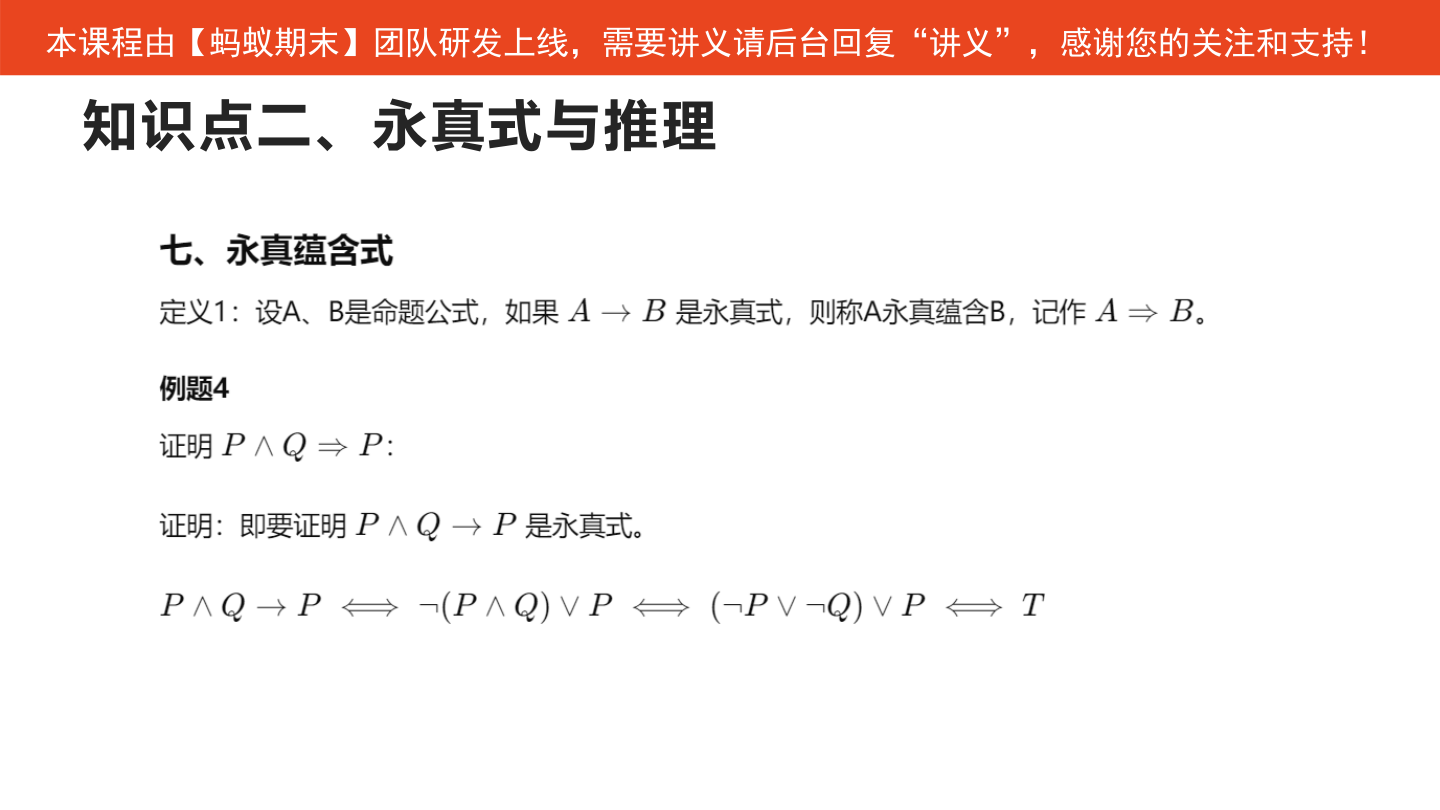 本课程由【蚂蚁期末】团队研发上线，需要讲义请后台回复“讲义”，感谢您的关注和支持！
知识点二、永真式与推理
七、永真蕴含式
定义1：设A、B是命题公式，如果 A → B 是永真式，则称A永真蕴含B，记作 A ⇒ B。
例题4
证明 P ∧ Q ⇒ P：
证明：即要证明 P ∧ Q → P 是永真式。
P ∧ Q → P ⟺ ¬(P ∧ Q) ∨ P ⟺ (¬P ∨ ¬Q) ∨ P ⟺ T